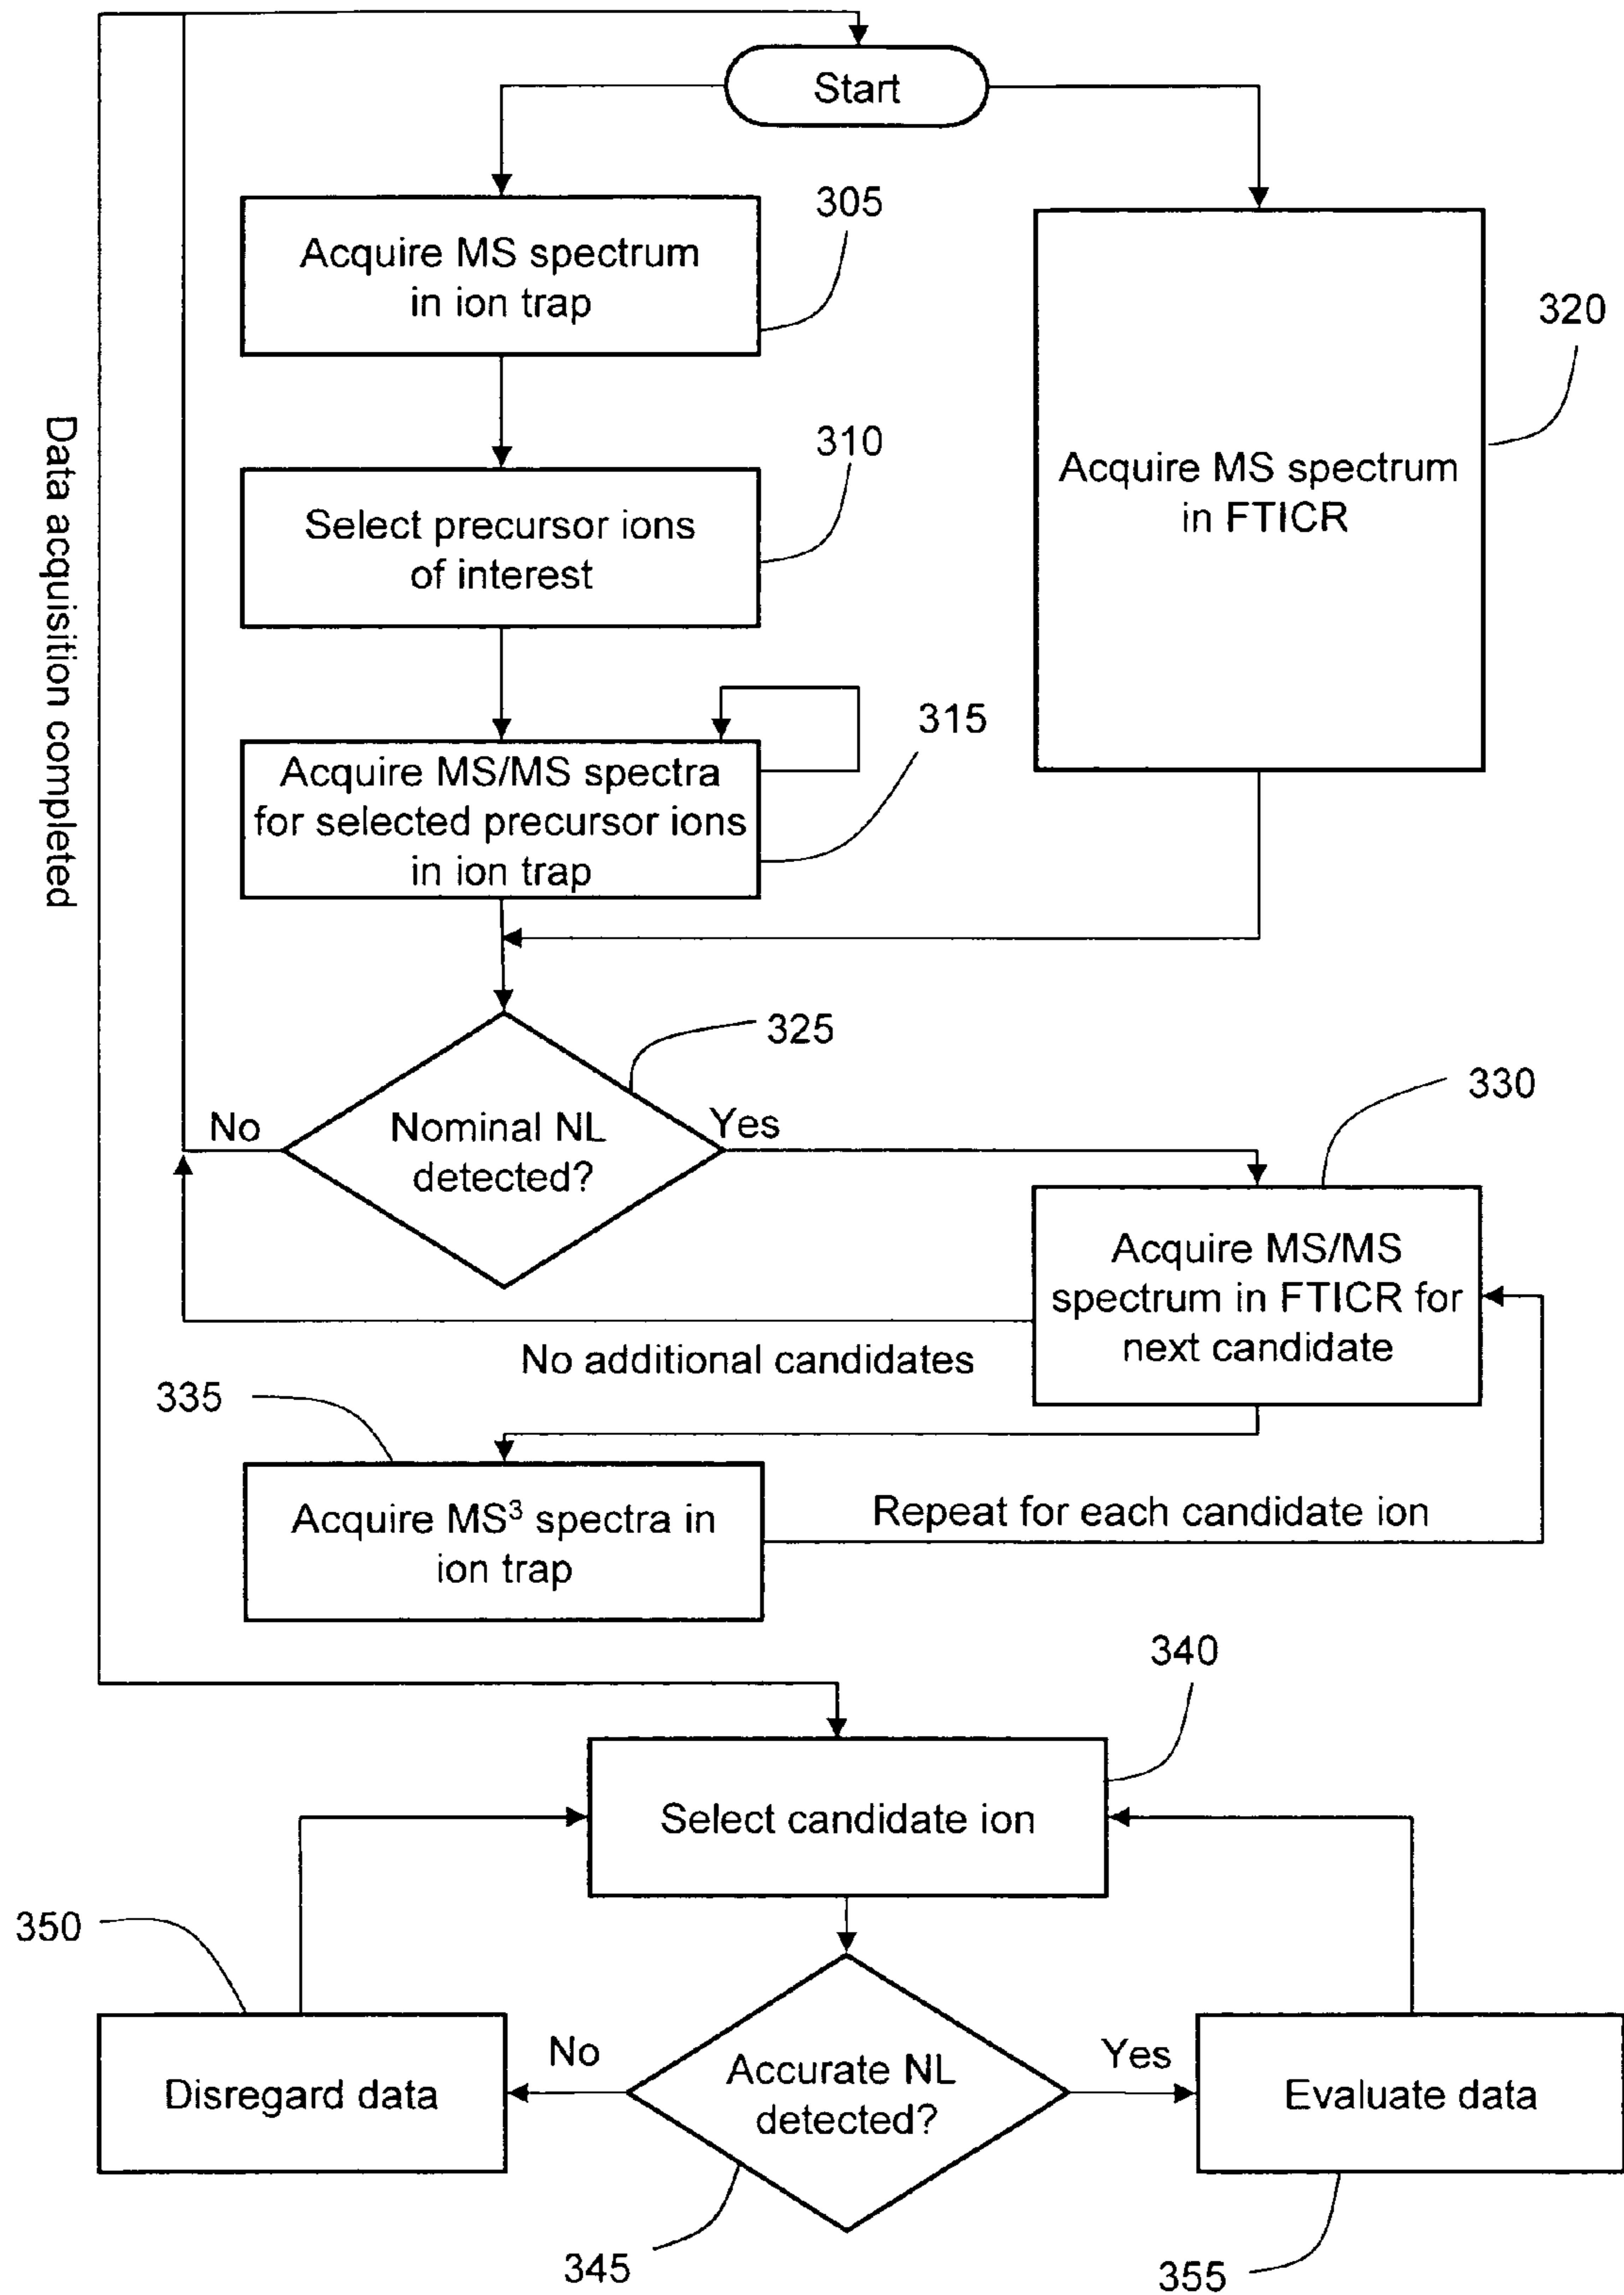 Start
305
Acquire MS spectrum
in ion trap
320
Acquire MS spectrum
in FTICR
310
Select precursor ions
of interest
Data acquisition completed
315
Acquire MS/MS spectra
for selected precursor ions
in ion trap
325
Nominal NL
detected?
No
Yes
330
Acquire MS/MS
spectrum in FTICR for
next candidate
No additional candidates
335
Acquire MS³ spectra in
ion trap
Repeat for each candidate ion
340
Select candidate ion
350
Disregard data
No
Accurate NL
detected?
Yes
Evaluate data
345
355